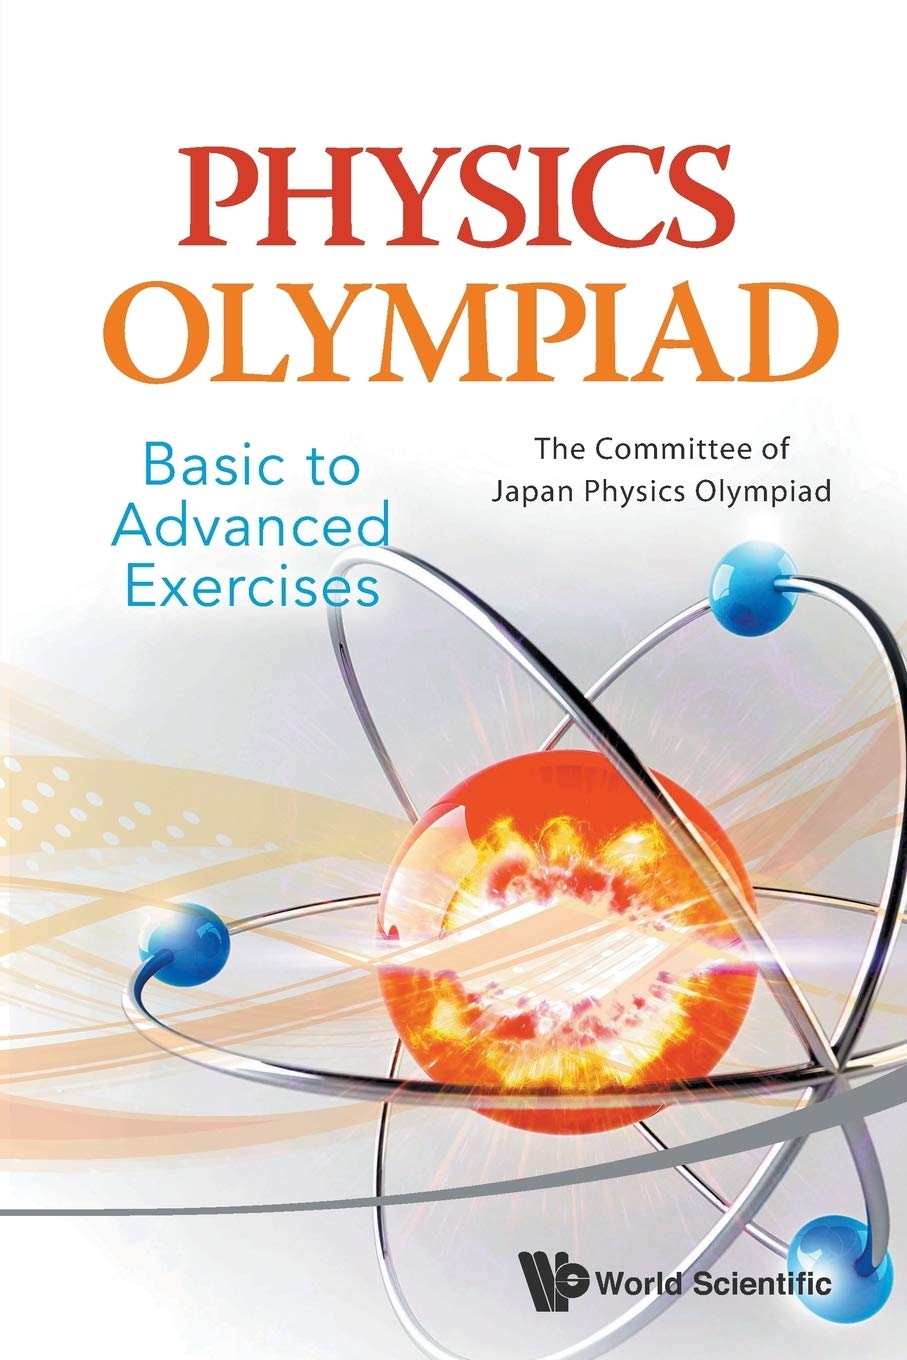 PHYSICS
OLYMPIAD
Basic to
Advanced
Exercises
The Committee of
Japan Physics Olympiad
World Scientific